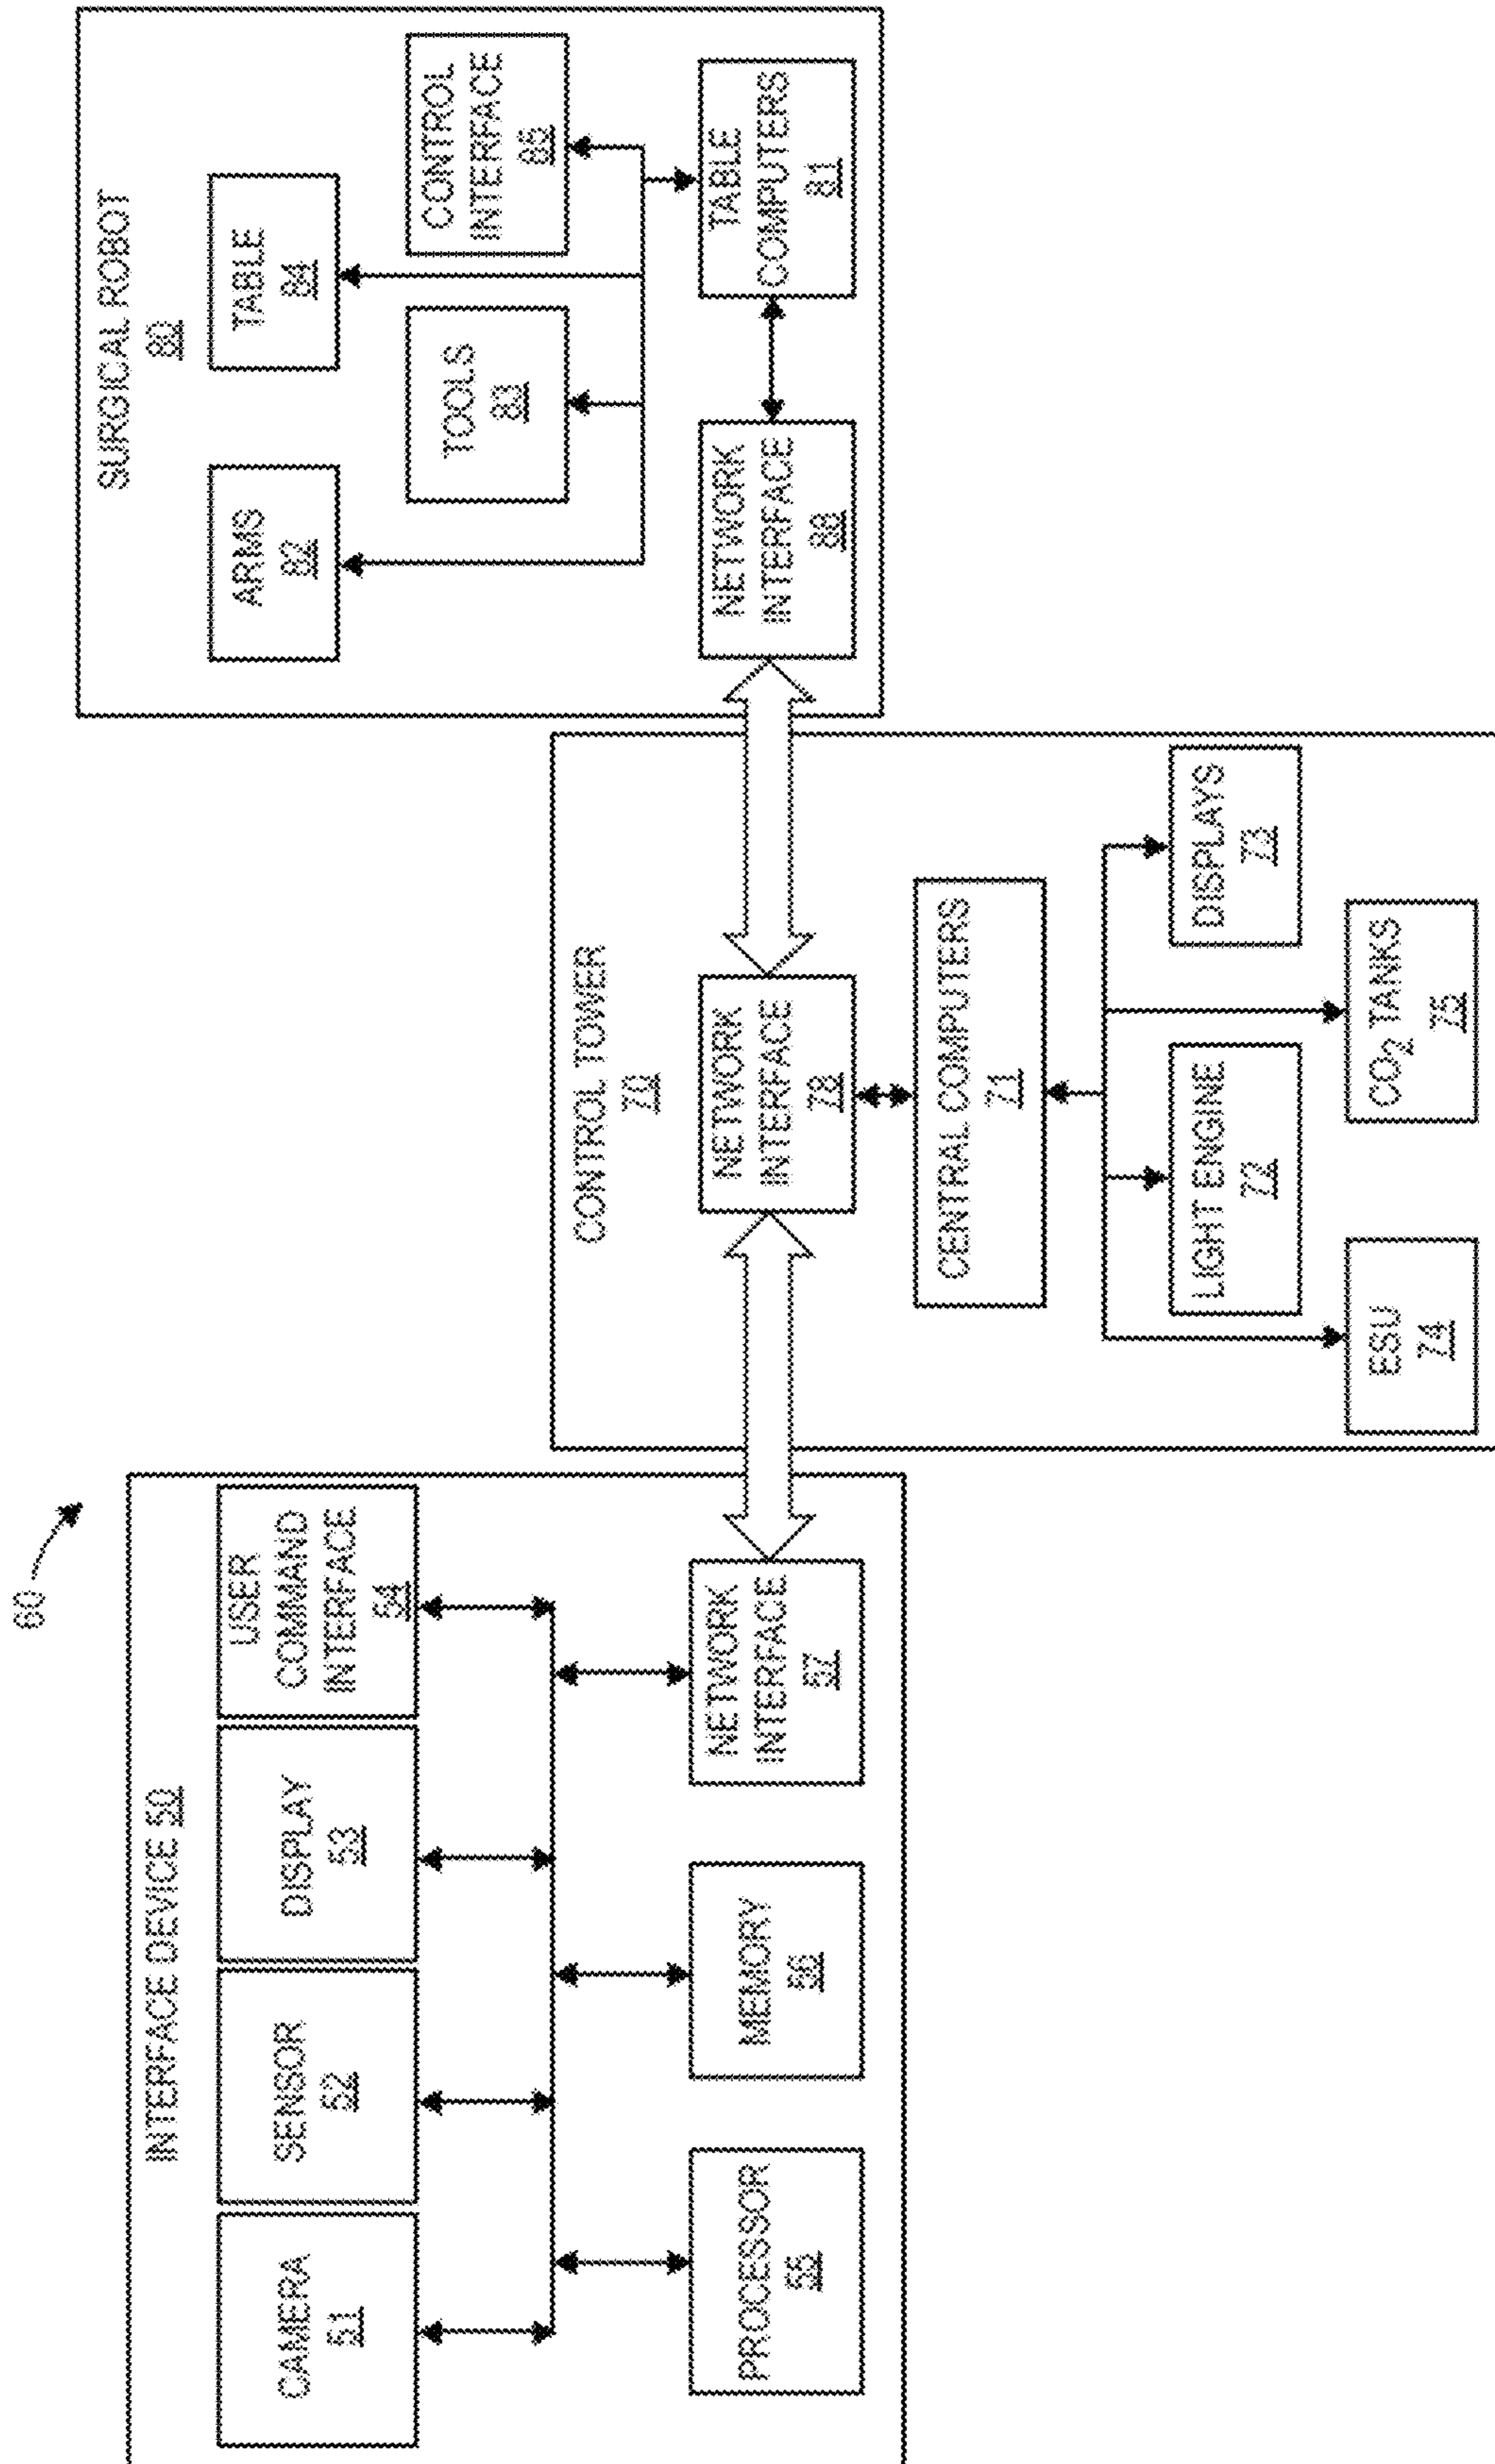 60
INTERFACE DEVICE 50
CAMERA
51
SENSOR
52
DISPLAY
53
USER
COMMAND
INTERFACE
54
PROCESSOR
55
MEMORY
56
NETWORK
INTERFACE
57
CONTROL TOWER
70
NETWORK
INTERFACE
78
CENTRAL COMPUTERS
71
LIGHT ENGINE
72
DISPLAYS
73
ESU
74
CO2 TANKS
75
SURGICAL ROBOT
80
ARMS
82
TABLE
84
TOOLS
83
CONTROL
INTERFACE
85
NETWORK
INTERFACE
88
TABLE
COMPUTERS
81